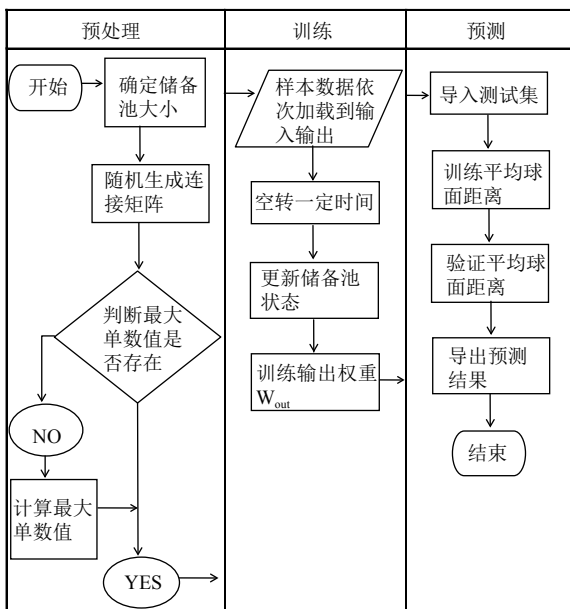 预处理
训练
预测
开始
确定储备
池大小
随机生成连
接矩阵
判断最大
单数值是
否存在
NO
计算最大
单数值
YES
样本数据依
次加载到输
入输出
空转一定时间
更新储备池
状态
训练输出权重
Wout
导入测试集
训练平均球
面距离
验证平均球
面距离
导出预测
结果
结束